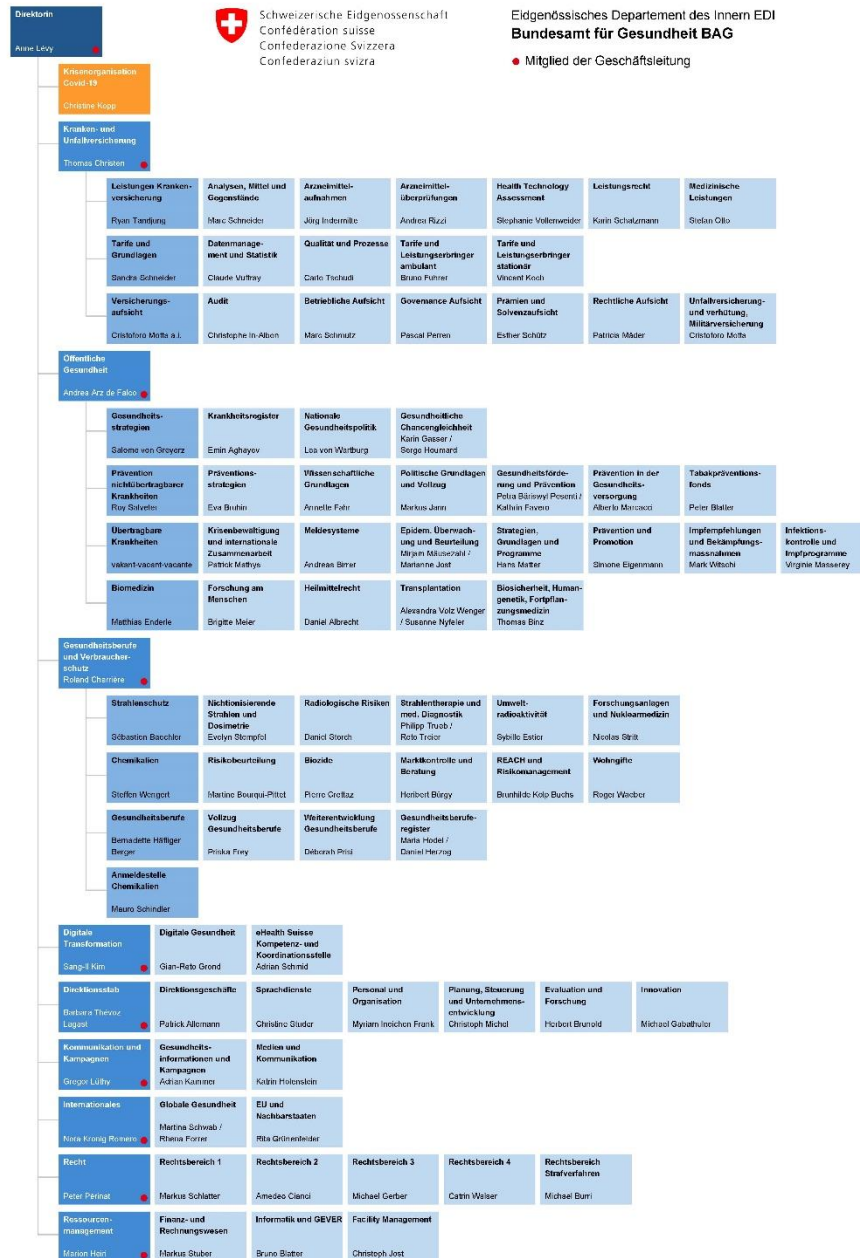 Direktorin
Anne Lévy
Schweizerische Eidgenossenschaft
Confédération suisse
Confederazione Svizzera
Confederaziun svizra
Eidgenössisches Departement des Innern EDI
Bundesamt für Gesundheit BAG
Mitglied der Geschäftsleitung
Krisenorganisation
Covid-19
Christine Kopp
Kranken- und
Unfallversicherung
Thomas Christen
Leistungen Kranken-
versicherung
Ryan Tandjung
Analysen, Mittel und
Gegenstände
Marc Schneider
Arzneimittel-
aufnahmen
Jörg Indermitte
Arzneimittel-
überprüfungen
Andrea Rizzi
Health Technology
Assessment
Stephanie Vollenweider
Leistungsrecht
Karin Schatzmann
Medizinische
Leistungen
Stefan Otto
Tarife und
Grundlagen
Sandra Schneider
Datenmanage-
ment und Statistik
Claude Vuffray
Qualität und Prozesse
Carlo Tschudi
Tarife und
Leistungserbringer
ambulant
Bruno Fuhrer
Tarife und
Leistungserbringer
stationär
Vincent Koch
Versicherungs-
aufsicht
Cristoforo Motta a.i.
Audit
Christophe In-Albon
Betriebliche Aufsicht
Marc Schmutz
Governance Aufsicht
Pascal Perren
Prämien und
Solvenzaufsicht
Esther Schütz
Rechtliche Aufsicht
Patricia Mäder
Unfallversicherung-
und verhütung,
Militärversicherung
Cristoforo Motta
Öffentliche
Gesundheit
Andrea Arz de Falco
Gesundheits-
strategien
Salome von Greyerz
Krankheitsregister
Emin Aghayev
Nationale
Gesundheitspolitik
Lea von Wartburg
Gesundheitliche
Chancengleichheit
Karin Gasser /
Serge Houmard
Prävention
nichtübertragbarer
Krankheiten
Roy Salveter
Präventions-
strategien
Eva Bruhin
Wissenschaftliche
Grundlagen
Annette Fahr
Politische Grundlagen
und Vollzug
Markus Jann
Gesundheitsförde-
rung und Prävention
Petra Bäriswyl Pesenti /
Kathrin Favero
Prävention in der
Gesundheits-
versorgung
Alberto Marcacci
Tabakpräventions-
fonds
Peter Blatter
Übertragbare
Krankheiten
vakant-vacant-vacante
Krisenbewältigung
und internationale
Zusammenarbeit
Patrick Mathys
Meldesysteme
Andreas Birrer
Epidem. Überwach-
ung und Beurteilung
Mirjam Mäusezahl /
Marianne Jost
Strategien,
Grundlagen und
Programme
Hans Matter
Prävention und
Promotion
Simone Eigenmann
Impfempfehlungen
und Bekämpfungs-
massnahmen
Mark Witschi
Infektions-
kontrolle und
Impfprogramme
Virginie Masserey
Biomedizin
Matthias Enderle
Forschung am
Menschen
Brigitte Meier
Heilmittelrecht
Daniel Albrecht
Transplantation
Alexandra Volz Wenger
/ Susanne Nyfeler
Biosicherheit, Human-
genetik, Fortpflan-
zungsmedizin
Thomas Binz
Gesundheitsberufe
und Verbraucher-
schutz
Roland Charrière
Strahlenschutz
Sébastien Baechler
Nichtionisierende
Strahlen und
Dosimetrie
Evelyn Stempfel
Radiologische Risiken
Daniel Storch
Strahlentherapie und
med. Diagnostik
Philipp Trueb /
Reto Treier
Umwelt-
radioaktivität
Sybille Estier
Forschungsanlagen
und Nuklearmedizin
Nicolas Stritt
Chemikalien
Steffen Wengert
Risikobeurteilung
Martine Bourqui-Pittet
Biozide
Pierre Crettaz
Marktkontrolle und
Beratung
Heribert Bürgy
REACH und
Risikomanagement
Brunhilde Kolp Buchs
Wohngifte
Roger Waeber
Gesundheitsberufe
Bernadette Häfliger
Berger
Vollzug
Gesundheitsberufe
Priska Frey
Weiterentwicklung
Gesundheitsberufe
Déborah Prisi
Gesundheitsberufe-
register
Maria Hodel /
Daniel Herzog
Anmeldestelle
Chemikalien
Mauro Schindler
Digitale
Transformation
Sang-Il Kim
Digitale Gesundheit
Gian-Reto Grond
eHealth Suisse
Kompetenz- und
Koordinationsstelle
Adrian Schmid
Direktionsstab
Barbara Thévoz
Lagast
Direktionsgeschäfte
Patrick Allemann
Sprachdienste
Christine Studer
Personal und
Organisation
Myriam Ineichen Frank
Planung, Steuerung
und Unternehmens-
entwicklung
Christoph Michel
Evaluation und
Forschung
Herbert Brunold
Innovation
Michael Gabathuler
Kommunikation und
Kampagnen
Gregor Lüthy
Gesundheits-
informationen und
Kampagnen
Adrian Kammer
Medien und
Kommunikation
Katrin Holenstein
Internationales
Nora Kronig Romero
Globale Gesundheit
Martina Schwab /
Rhena Forrer
EU und
Nachbarstaaten
Rita Grünenfelder
Recht
Peter Périnat
Rechtsbereich 1
Markus Schlatter
Rechtsbereich 2
Amedeo Cianci
Rechtsbereich 3
Michael Gerber
Rechtsbereich 4
Catrin Welser
Rechtsbereich
Strafverfahren
Michael Burri
Ressourcen-
management
Marion Heiri
Finanz- und
Rechnungswesen
Markus Stuber
Informatik und GEVER
Bruno Blatter
Facility Management
Christoph Jost